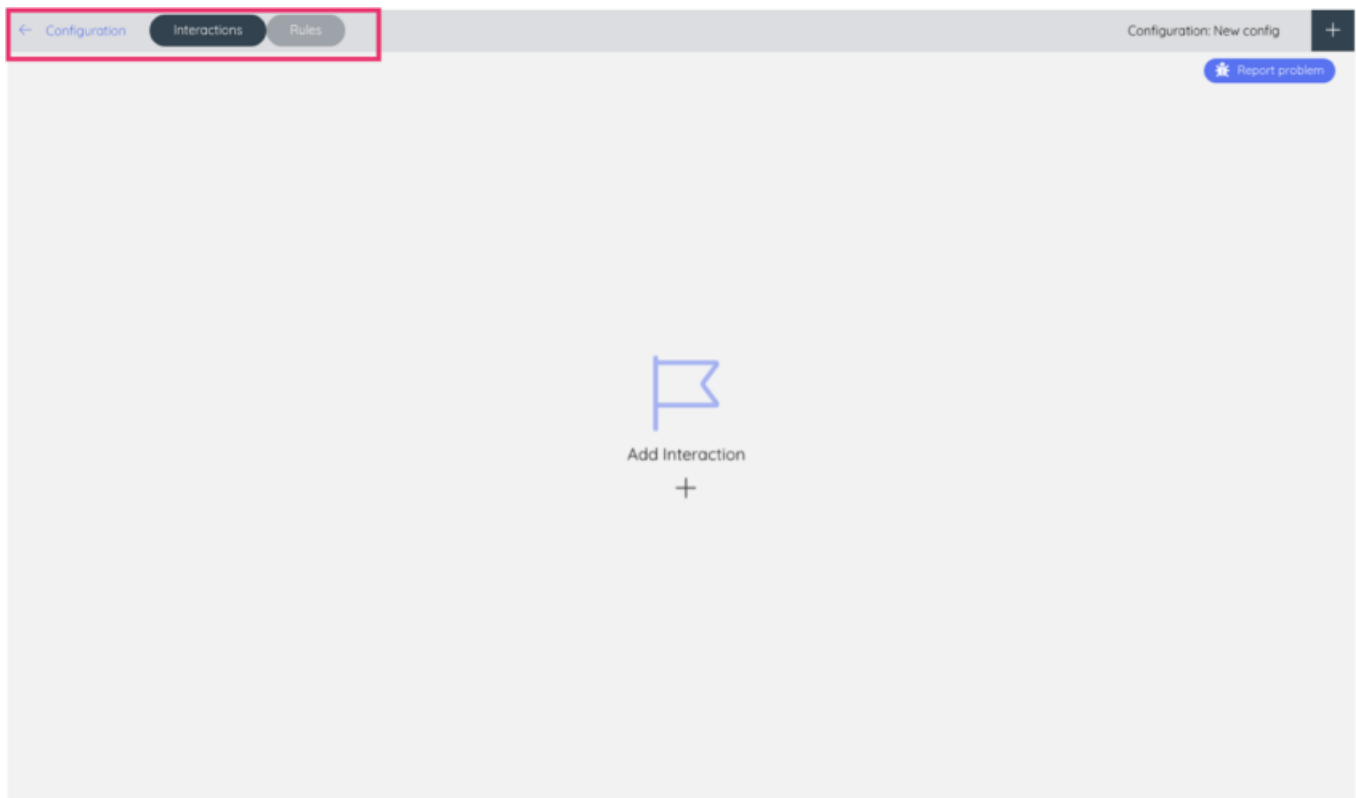 Configuration Interactions Rules Configuration: New config
Report problem
Add Interaction